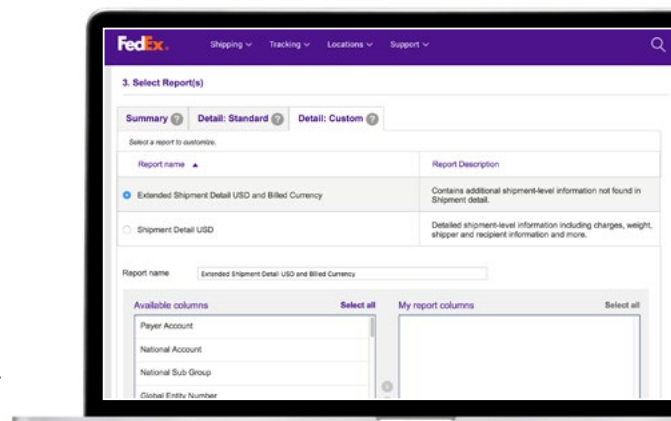 FedEx. Shipping Tracking Locations Support
3. Select Report(s)
Summary ? Detail: Standard ? Detail: Custom ?
Select a report to customize.
Report name Report Description
Extended Shipment Detail USD and Billed Currency Contains additional shipment-level information not found in
Shipment detail.
Shipment Detail USD Detailed shipment-level information including charges, weight,
shipper and recipient information and more.
Report name Extended Shipment Detail USD and Billed Currency
Available columns Select all My report columns Select all
Payer Account
National Account
National Sub Group
Global Entity Number